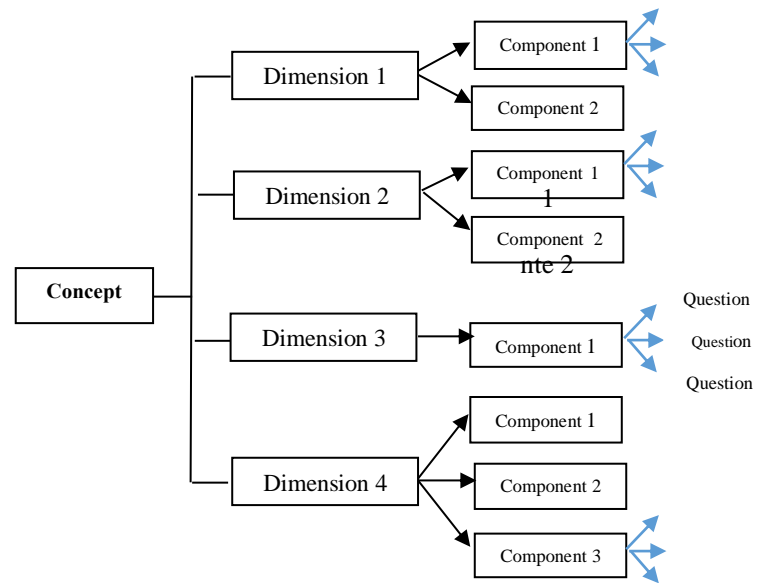 Component 1
Dimension 1
Component 2
Component 1
Dimension 2
1
Component 2
nte 2
Concept
Question
Dimension 3
Component 1
Question
Question
Component 1
Dimension 4
Component 2
Component 3